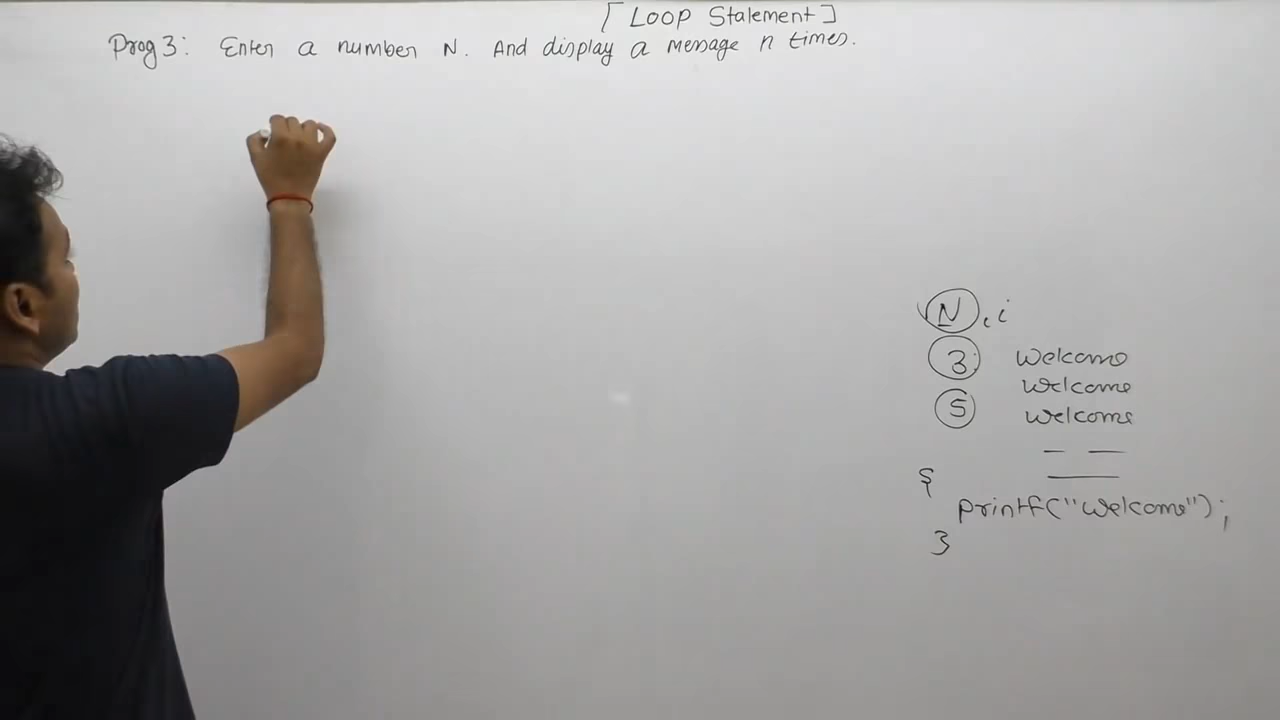 [ Loop Statement ]
Prog 3: Enter a number N. And display a message n times.
N, i
3 Welcome
welcome
5 welcome
{
printf("Welcome");
}